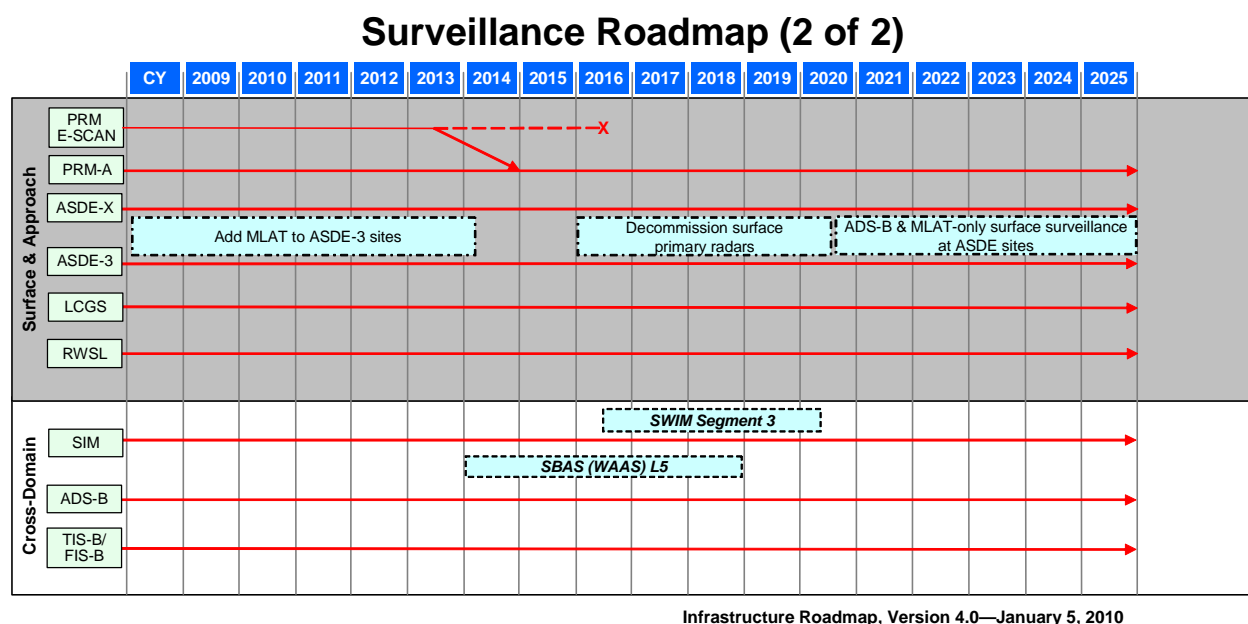 Surveillance Roadmap (2 of 2)
CY 2009 2010 2011 2012 2013 2014 2015 2016 2017 2018 2019 2020 2021 2022 2023 2024 2025
Surface & Approach
PRM
E-SCAN
X
PRM-A
ASDE-X
Add MLAT to ASDE-3 sites
Decommission surface
primary radars
ADS-B & MLAT-only surface surveillance
at ASDE sites
ASDE-3
LCGS
RWSL
Cross-Domain
SWIM Segment 3
SIM
SBAS (WAAS) L5
ADS-B
TIS-B/
FIS-B
Infrastructure Roadmap, Version 4.0—January 5, 2010